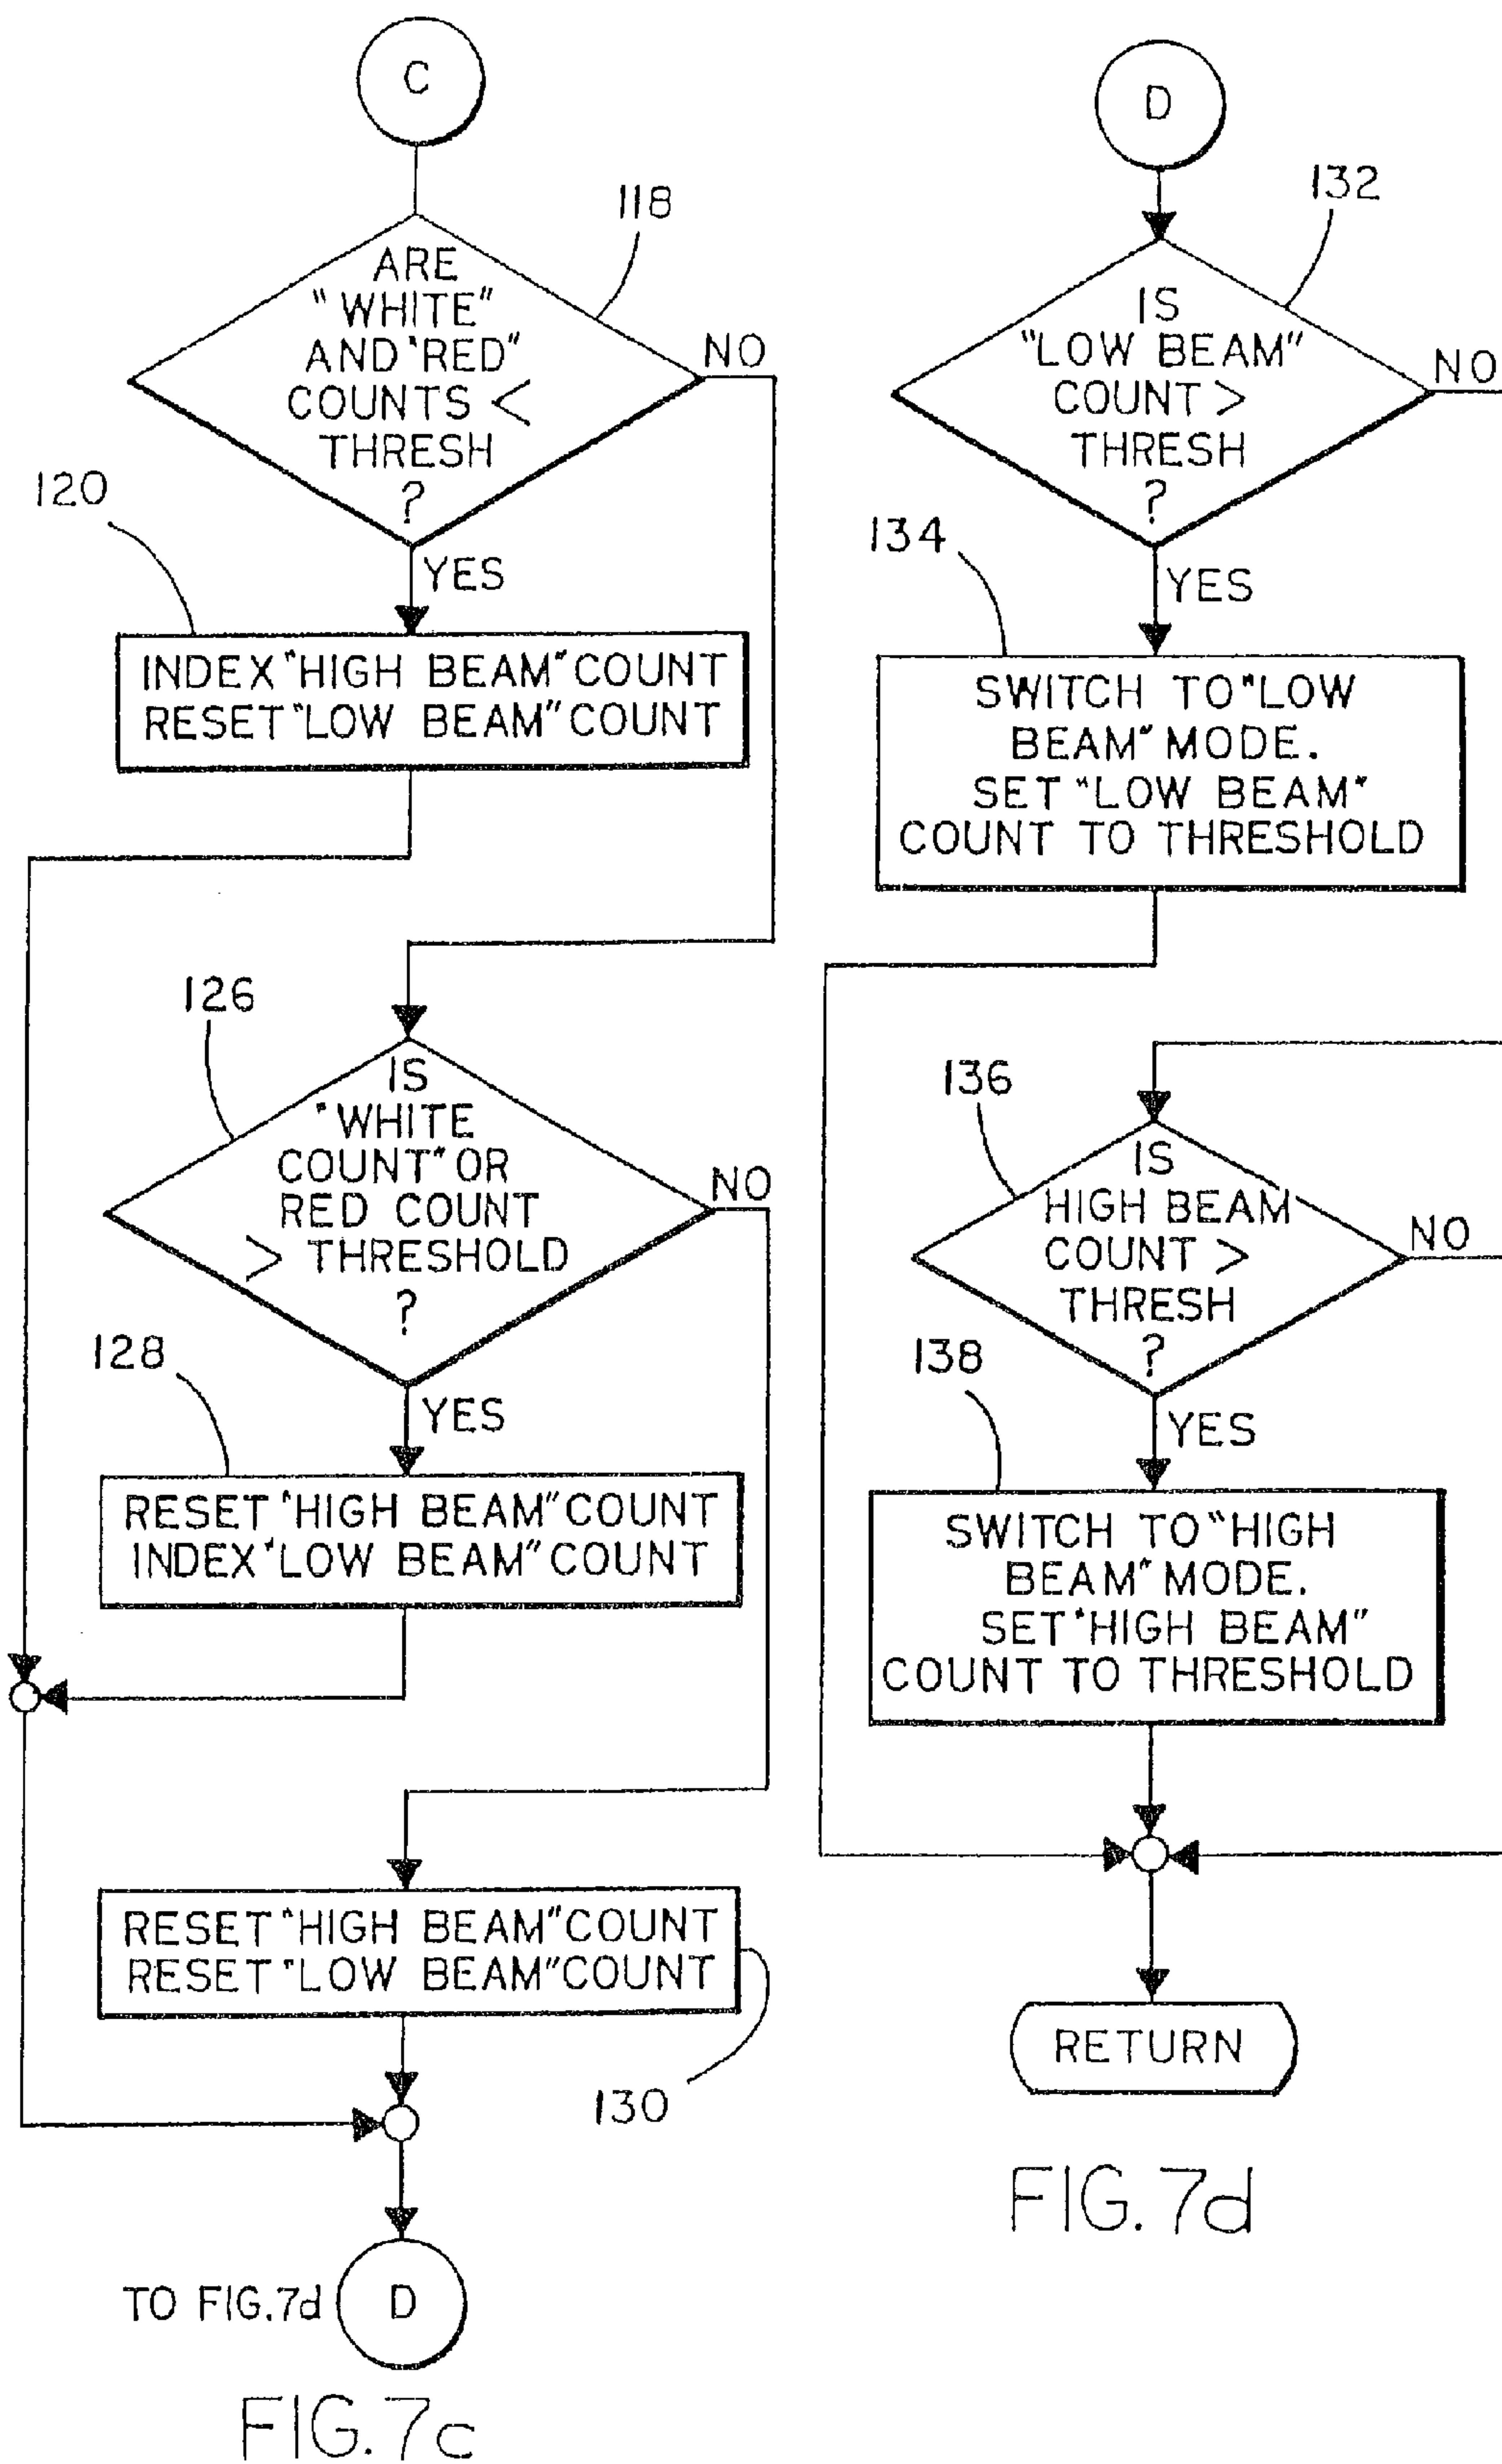 C
118
ARE
"WHITE"
AND "RED"
COUNTS <
THRESH
?
NO
120
YES
INDEX "HIGH BEAM" COUNT
RESET "LOW BEAM" COUNT
126
IS
"WHITE
COUNT" OR
RED COUNT
> THRESHOLD
?
NO
128
YES
RESET "HIGH BEAM" COUNT
INDEX "LOW BEAM" COUNT
RESET "HIGH BEAM" COUNT
RESET "LOW BEAM" COUNT
130
TO FIG.7d
D
FIG.7c
D
132
IS
"LOW BEAM"
COUNT >
THRESH
?
NO
134
YES
SWITCH TO "LOW
BEAM" MODE.
SET "LOW BEAM"
COUNT TO THRESHOLD
136
IS
HIGH BEAM
COUNT >
THRESH
?
NO
138
YES
SWITCH TO "HIGH
BEAM" MODE.
SET "HIGH BEAM"
COUNT TO THRESHOLD
RETURN
FIG.7d